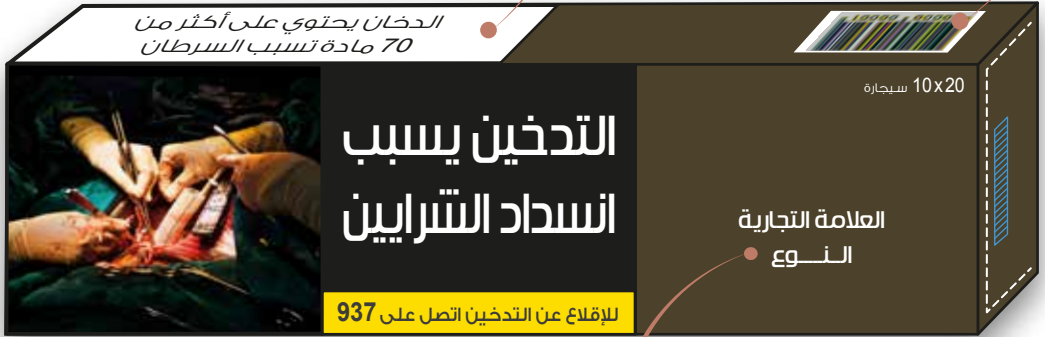 الدخان يحتوي على أكثر من
70 مادة تسبب السرطان
10x20 سيجارة
التدخين يسبب
انسداد الشرايين
العلامة التجارية
النـــوع
للإقلاع عن التدخين اتصل على 937